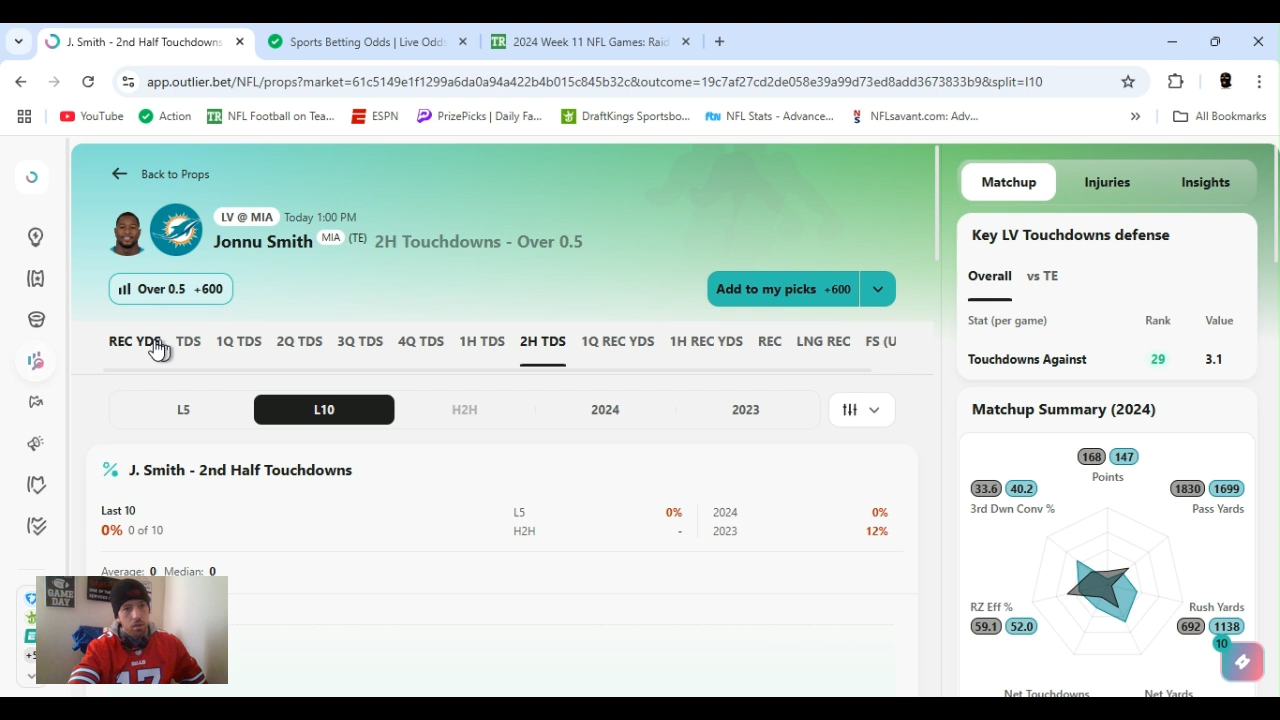 J. Smith - 2nd Half Touchdowns
Sports Betting Odds | Live Odd
TR 2024 Week 11 NFL Games: Raid
app.outlier.bet/NFL/props?market=61c5149e1f1299a6da0a94a422b4b015c845b32c&outcome=19c7af27cd2de058e39a99d73ed8add3673833b9&split=l10
YouTube Action TR NFL Football on Tea... ESPN PrizePicks | Daily Fa... DraftKings Sportsbo... ftn NFL Stats - Advance... NFLsavant.com: Adv... » All Bookmarks
Back to Props
LV @ MIA Today 1:00 PM
Jonnu Smith MIA (TE) 2H Touchdowns - Over 0.5
Over 0.5 +600
Add to my picks +600
REC YDS TDS 1Q TDS 2Q TDS 3Q TDS 4Q TDS 1H TDS 2H TDS 1Q REC YDS 1H REC YDS REC LNG REC FS (U
L5 L10 H2H 2024 2023
J. Smith - 2nd Half Touchdowns
Last 10
0% 0 of 10
L5 0% 2024 0%
H2H - 2023 12%
Average: 0 Median: 0
Matchup Injuries Insights
Key LV Touchdowns defense
Overall vs TE
Stat (per game) Rank Value
Touchdowns Against 29 3.1
Matchup Summary (2024)
168 147
Points
33.6 40.2
3rd Dwn Conv %
1830 1699
Pass Yards
RZ Eff %
59.1 52.0
Rush Yards
692 1138
10
Net Touchdowns Net Yards
GAME
DAY
17